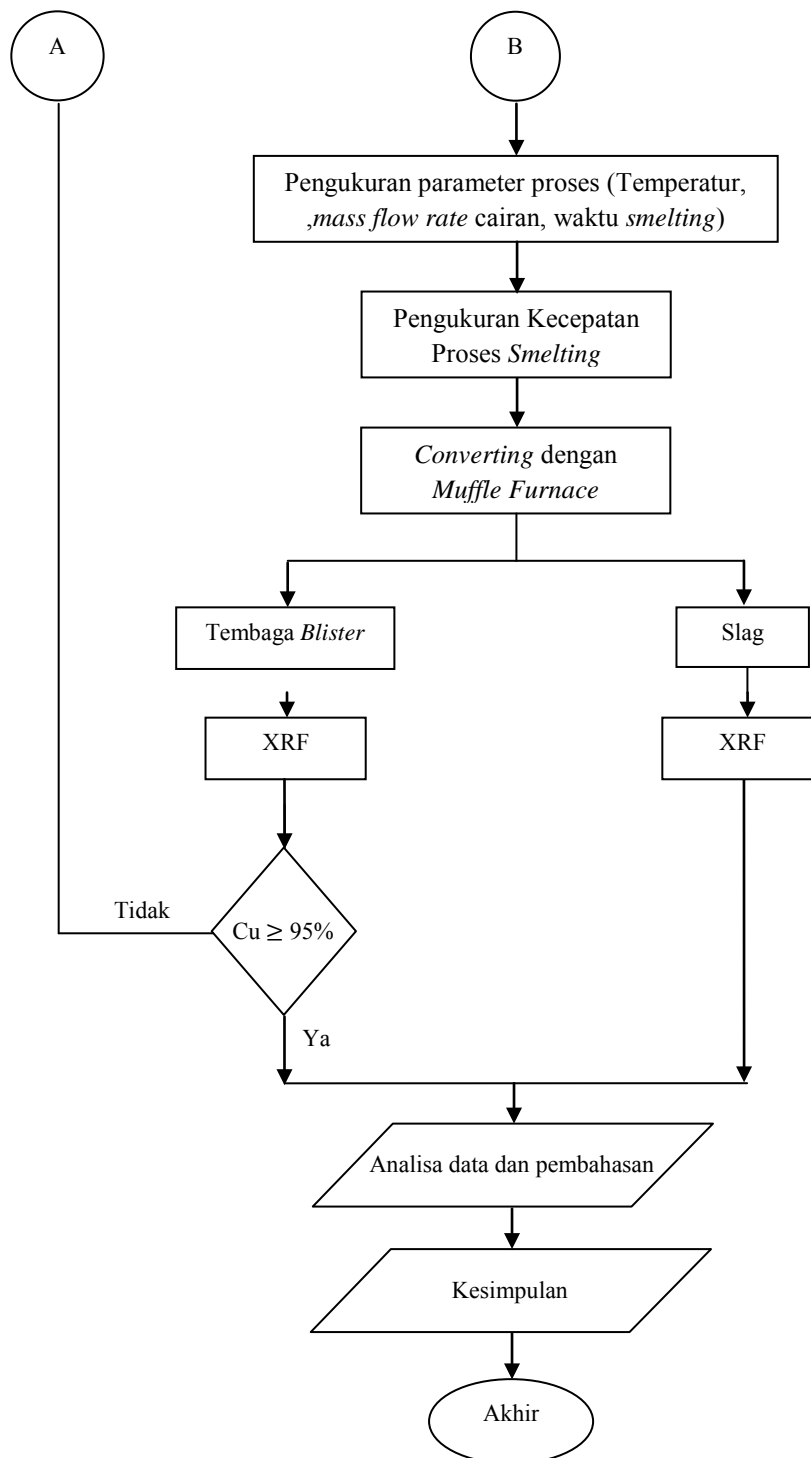 A
B
Pengukuran parameter proses (Temperatur,
,mass flow rate cairan, waktu smelting)
Pengukuran Kecepatan
Proses Smelting
Converting dengan
Muffle Furnace
Tembaga Blister
Slag
XRF
XRF
Tidak
Cu ≥ 95%
Ya
Analisa data dan pembahasan
Kesimpulan
Akhir